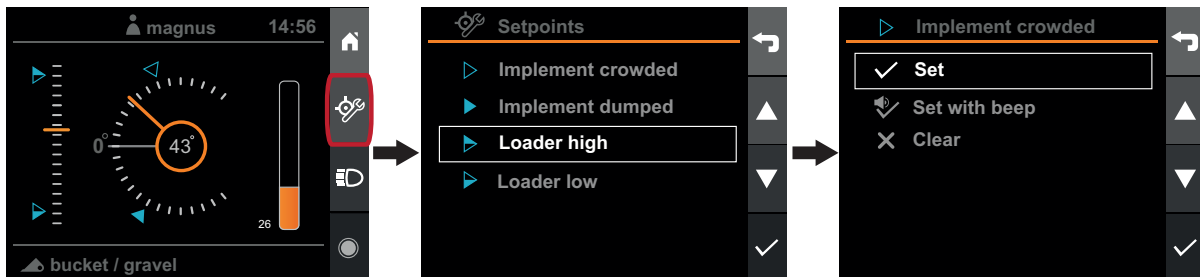 magnus 14:56
0°
43°
26
bucket / gravel
Setpoints
Implement crowded
Implement dumped
Loader high
Loader low
Implement crowded
Set
Set with beep
Clear